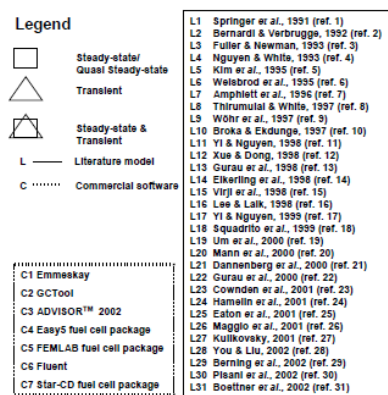 Legend
Steady-state/
Quasi Steady-state
Transient
Steady-state &
Transient
L Literature model
C Commercial software
C1 Emmeskay
C2 GCTool
C3 ADVISOR™ 2002
C4 Easy5 fuel cell package
C5 FEMLAB fuel cell package
C6 Fluent
C7 Star-CD fuel cell package
L1 Springer et al., 1991 (ref. 1)
L2 Bernardi & Verbrugge, 1992 (ref. 2)
L3 Fuller & Newman, 1993 (ref. 3)
L4 Nguyen & White, 1993 (ref. 4)
L5 Kim et al., 1995 (ref. 5)
L6 Weisbrod et al., 1995 (ref. 6)
L7 Amphlett et al., 1996 (ref. 7)
L8 Thirumulai & White, 1997 (ref. 8)
L9 Wöhr et al., 1997 (ref. 9)
L10 Broka & Ekdunge, 1997 (ref. 10)
L11 Yi & Nguyen, 1998 (ref. 11)
L12 Xue & Dong, 1998 (ref. 12)
L13 Gurau et al., 1998 (ref. 13)
L14 Eikerling et al., 1998 (ref. 14)
L15 Virji et al., 1998 (ref. 15)
L16 Lee & Lalk, 1998 (ref. 16)
L17 Yi & Nguyen, 1999 (ref. 17)
L18 Squadrito et al., 1999 (ref. 18)
L19 Um et al., 2000 (ref. 19)
L20 Mann et al., 2000 (ref. 20)
L21 Dannenberg et al., 2000 (ref. 21)
L22 Gurau et al., 2000 (ref. 22)
L23 Cownden et al., 2001 (ref. 23)
L24 Hamelin et al., 2001 (ref. 24)
L25 Eaton et al., 2001 (ref. 25)
L26 Maggio et al., 2001 (ref. 26)
L27 Kulikovsky, 2001 (ref. 27)
L28 You & Liu, 2002 (ref. 28)
L29 Berning et al., 2002 (ref. 29)
L30 Pisani et al., 2002 (ref. 30)
L31 Boettner et al., 2002 (ref. 31)